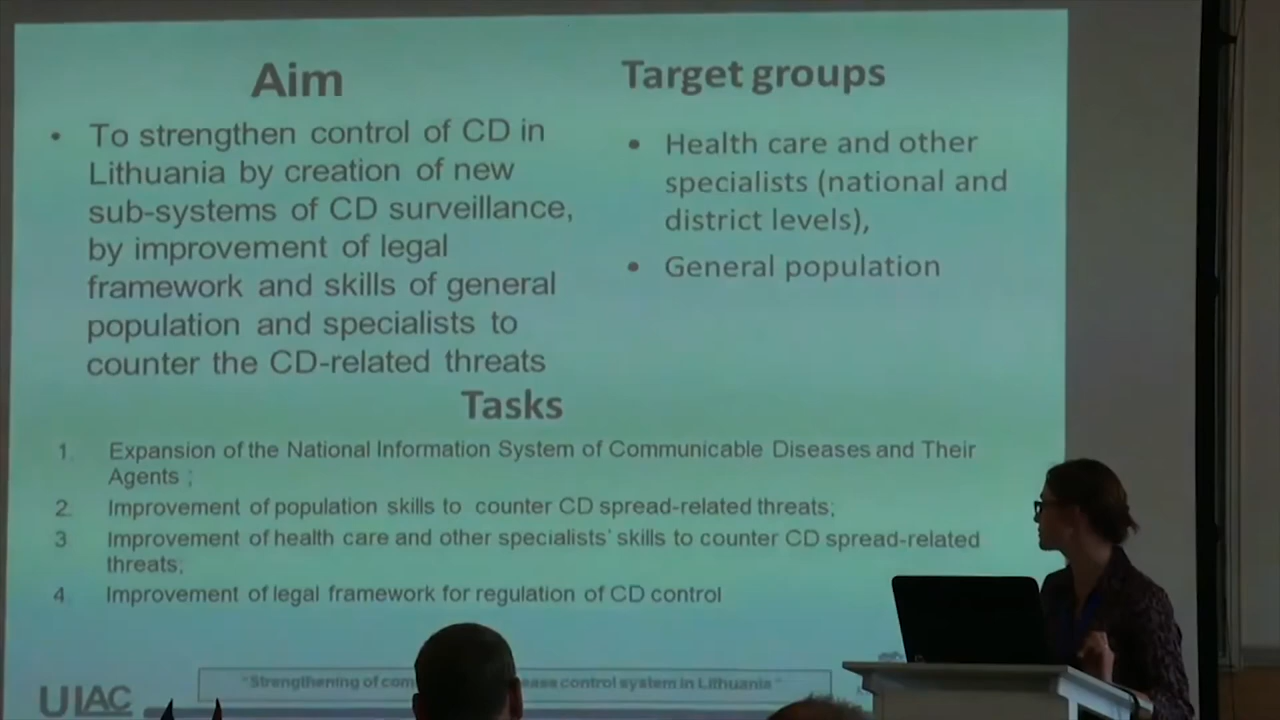 Aim
• To strengthen control of CD in
Lithuania by creation of new
sub-systems of CD surveillance,
by improvement of legal
framework and skills of general
population and specialists to
counter the CD-related threats
Target groups
• Health care and other
specialists (national and
district levels),
• General population
Tasks
1. Expansion of the National Information System of Communicable Diseases and Their
Agents ;
2. Improvement of population skills to counter CD spread-related threats;
3 Improvement of health care and other specialists' skills to counter CD spread-related
threats;
4. Improvement of legal framework for regulation of CD control
"Strengthening of control system in Lithuania "